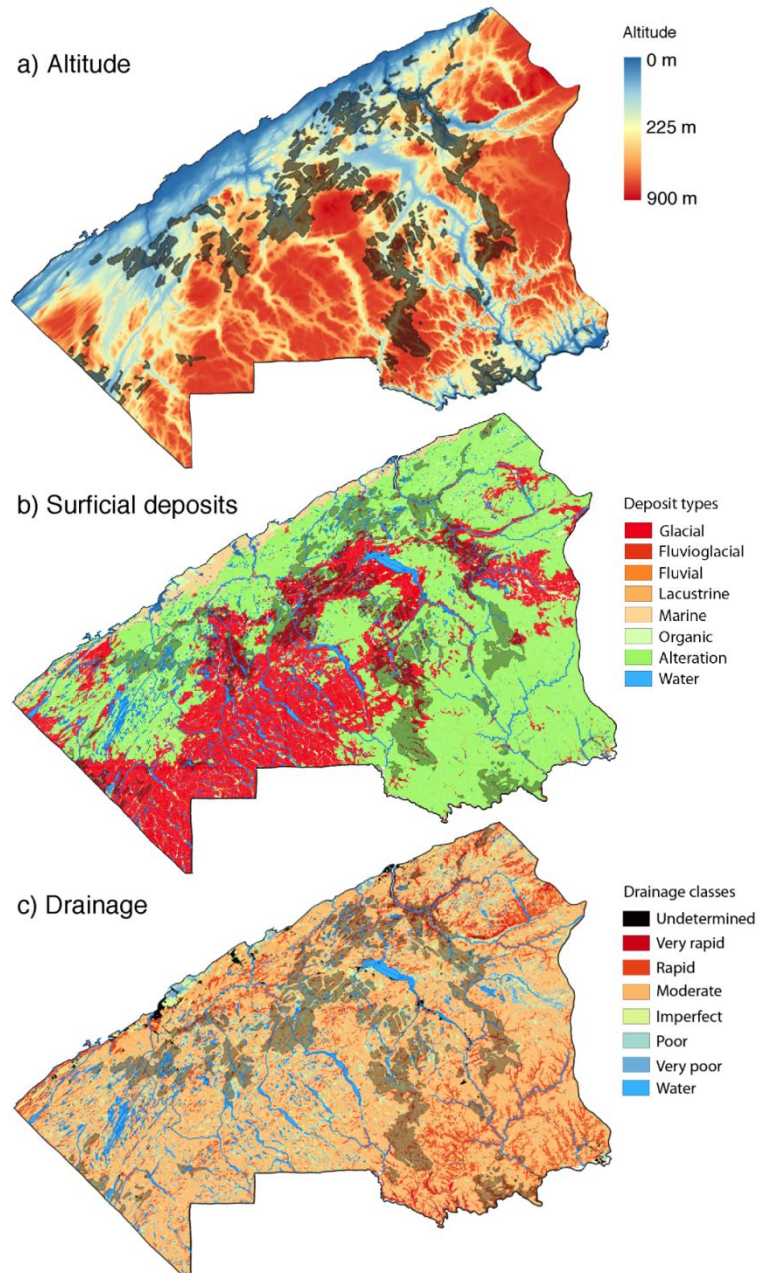 a) Altitude
Altitude
0 m
225 m
900 m
b) Surficial deposits
Deposit types
Glacial
Fluvioglacial
Fluvial
Lacustrine
Marine
Organic
Alteration
Water
c) Drainage
Drainage classes
Undetermined
Very rapid
Rapid
Moderate
Imperfect
Poor
Very poor
Water